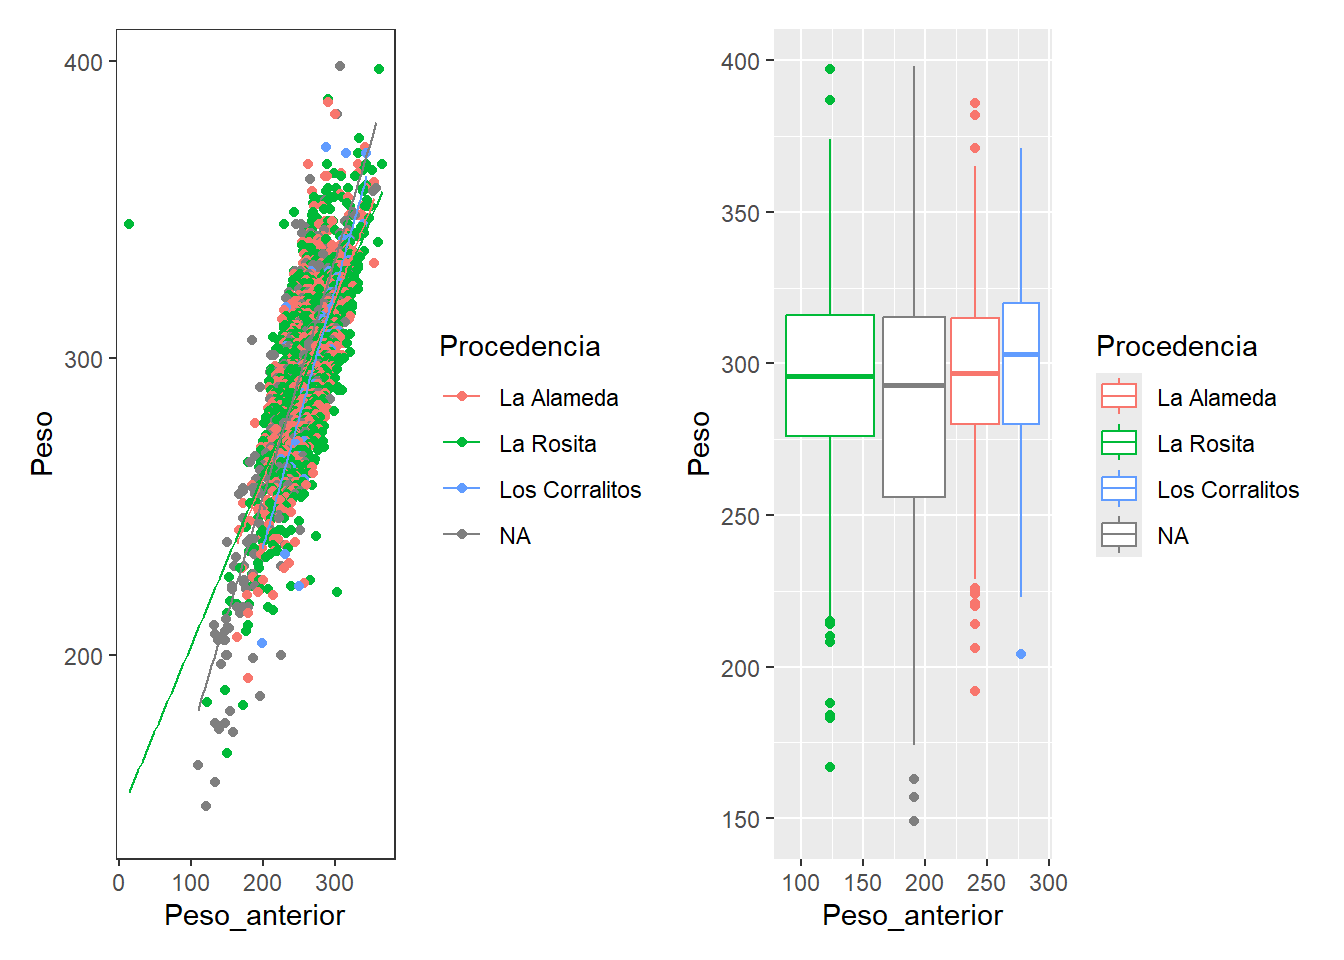 400
300
200
Peso
0 100 200 300
Peso_anterior
Procedencia
La Alameda
La Rosita
Los Corralitos
NA
400
350
300
250
200
150
Peso
100 150 200 250 300
Peso_anterior
Procedencia
La Alameda
La Rosita
Los Corralitos
NA